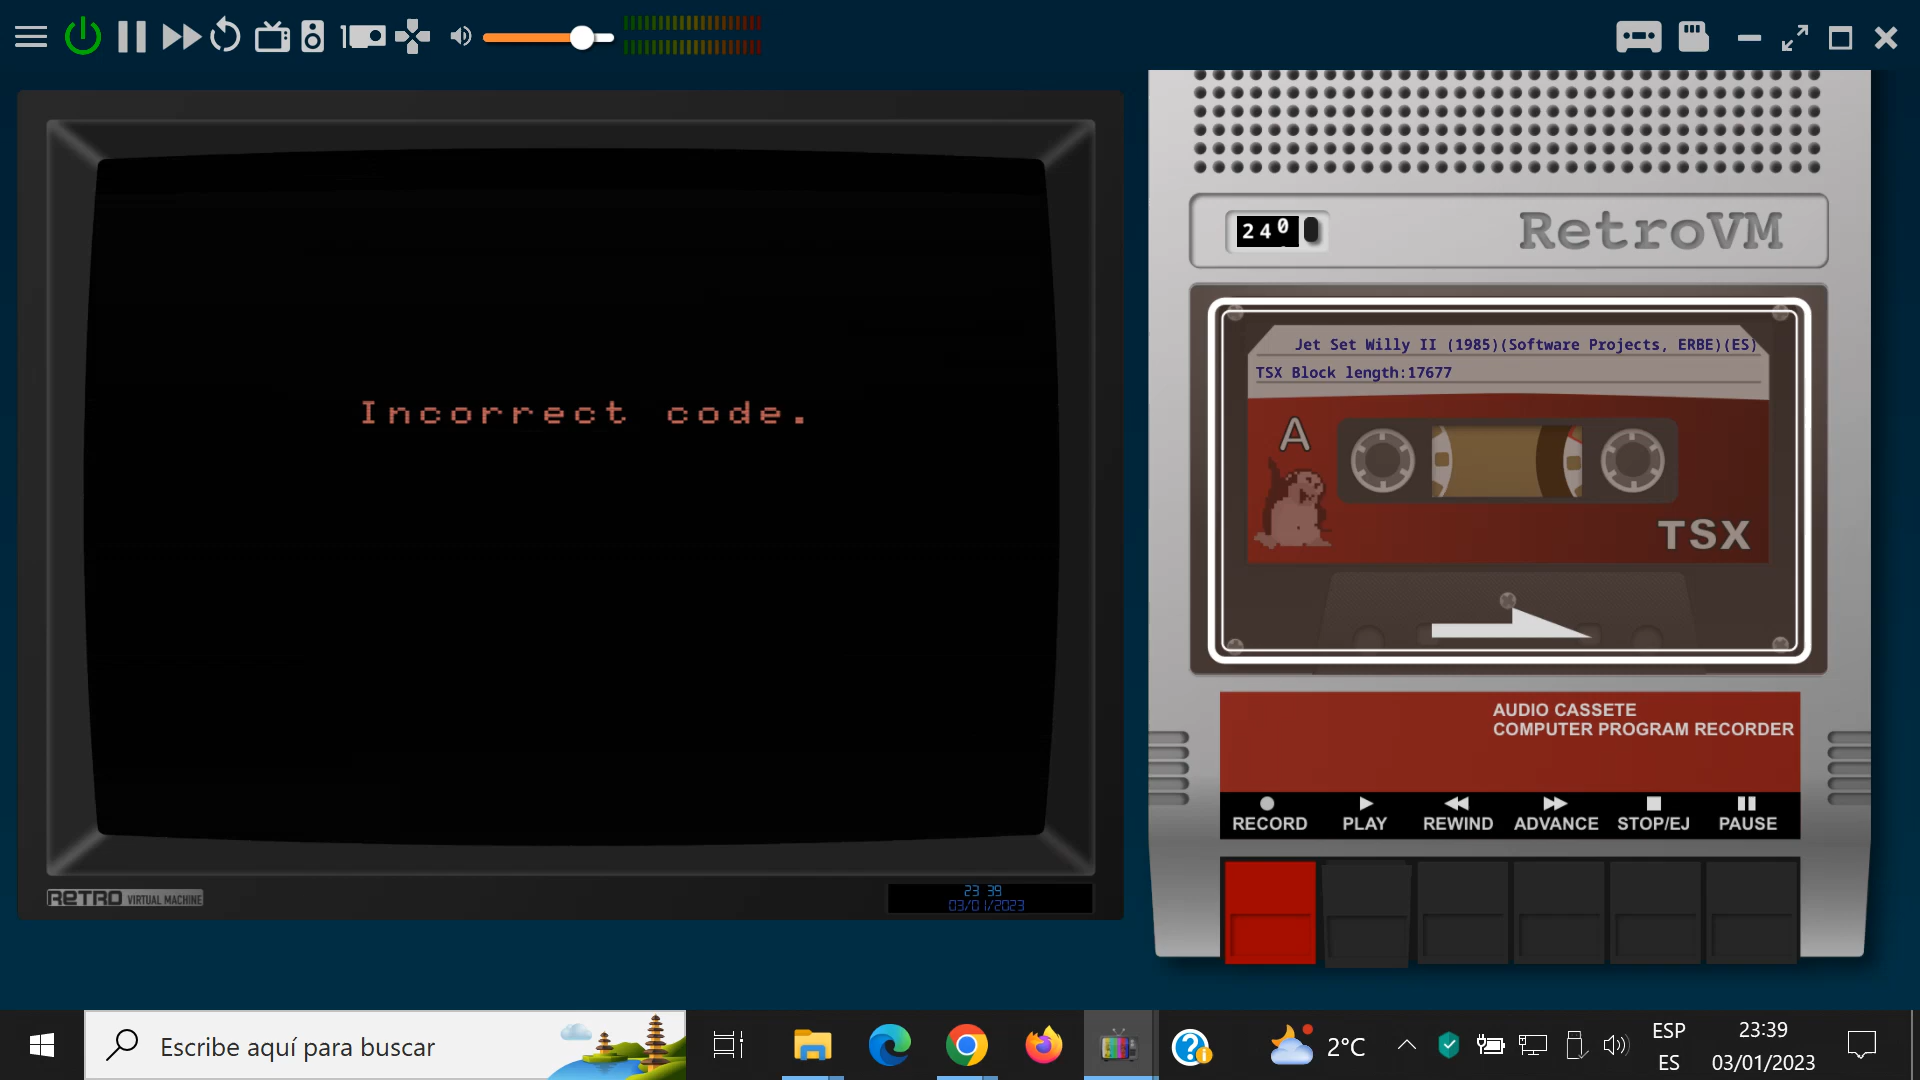 Incorrect code.
RETRO VIRTUAL MACHINE
23 39
03/01/2023
240
RetroVM
Jet Set Willy II (1985)(Software Projects, ERBE)(ES)
TSX Block length:17677
A
TSX
AUDIO CASSETE
COMPUTER PROGRAM RECORDER
RECORD PLAY REWIND ADVANCE STOP/EJ PAUSE
Escribe aquí para buscar
2°C
ESP
ES
23:39
03/01/2023